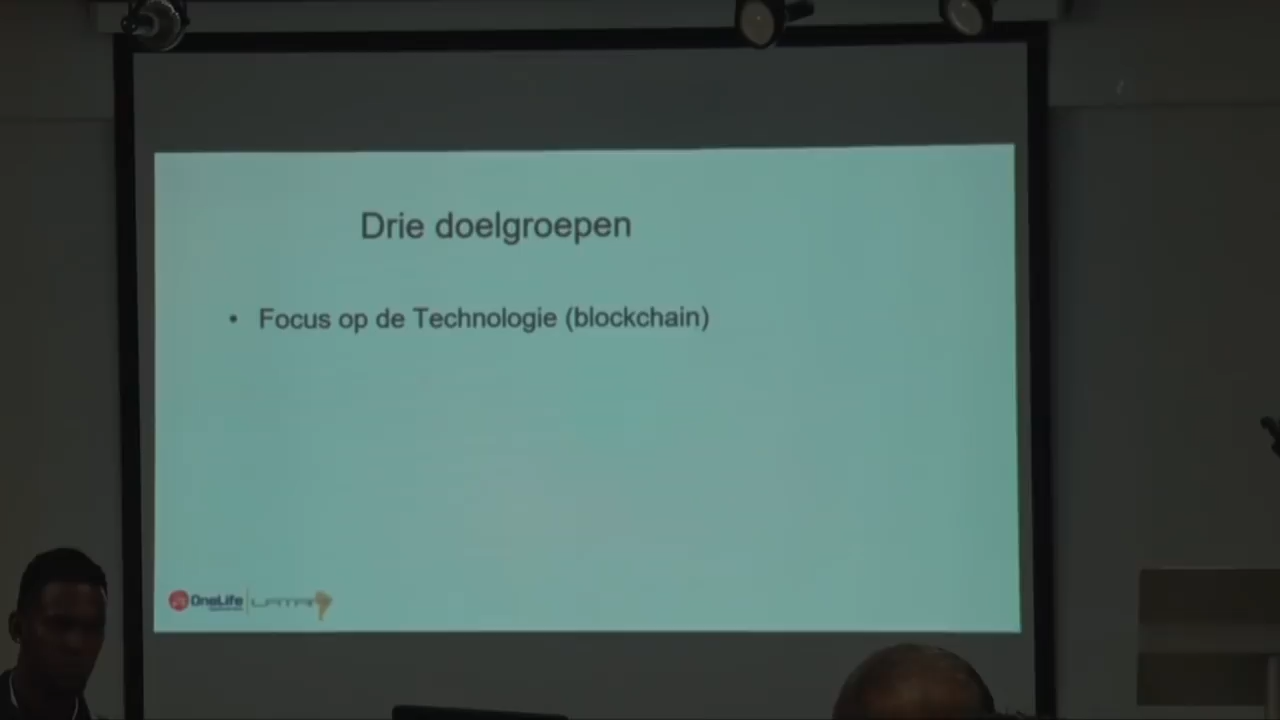 Drie doelgroepen
• Focus op de Technologie (blockchain)
OneLife